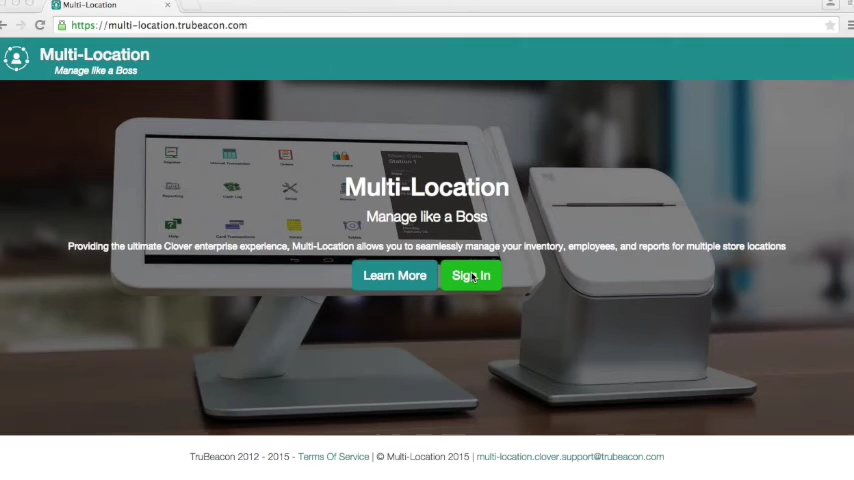 Multi-Location
https://multi-location.trubeacon.com
Multi-Location
Manage like a Boss
Multi-Location
Manage like a Boss
Providing the ultimate Clover enterprise experience, Multi-Location allows you to seamlessly manage your inventory, employees, and reports for multiple store locations
Learn More
Sign In
TruBeacon 2012 - 2015 - Terms Of Service | © Multi-Location 2015 | multi-location.clover.support@trubeacon.com